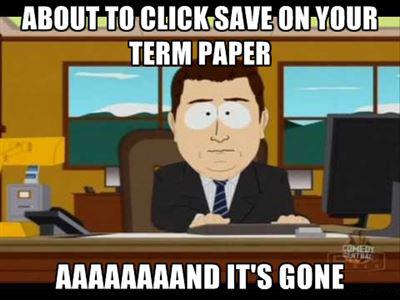 ABOUT TO CLICK SAVE ON YOUR
TERM PAPER
COMEDY
CENTRAL
AAAAAAAAND IT'S GONE